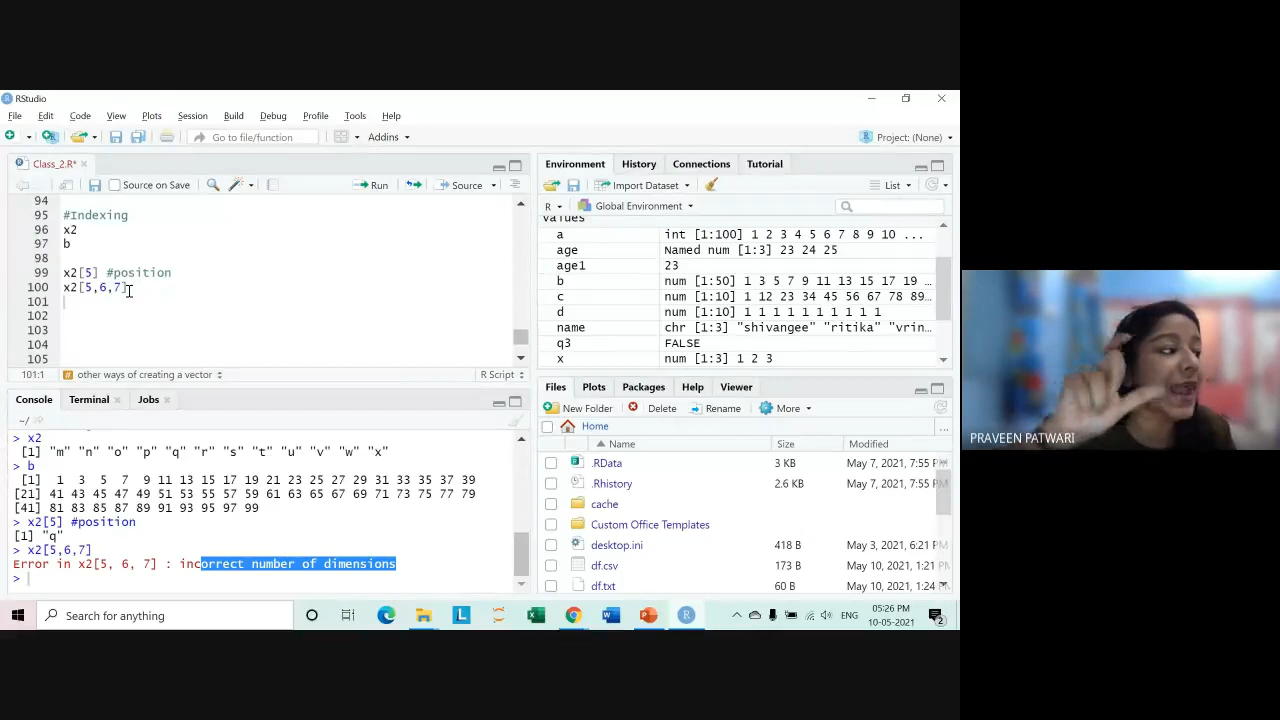 RStudio
File Edit Code View Plots Session Build Debug Profile Tools Help
Go to file/function Addins Project: (None)
Class_2.R*
Source on Save Run Source
94
95 #Indexing
96 x2
97 b
98
99 x2[5] #position
100 x2[5,6,7]
101
102
103
104
105
101:1 # other ways of creating a vector R Script
Console Terminal Jobs
~/
> x2
[1] "m" "n" "o" "p" "q" "r" "s" "t" "u" "v" "w" "x"
> b
[1] 1 3 5 7 9 11 13 15 17 19 21 23 25 27 29 31 33 35 37 39
[21] 41 43 45 47 49 51 53 55 57 59 61 63 65 67 69 71 73 75 77 79
[41] 81 83 85 87 89 91 93 95 97 99
> x2[5] #position
[1] "q"
> x2[5,6,7]
Error in x2[5, 6, 7] : incorrect number of dimensions
>
Environment History Connections Tutorial
Import Dataset List
R Global Environment
values
a int [1:100] 1 2 3 4 5 6 7 8 9 10 ...
age Named num [1:3] 23 24 25
age1 23
b num [1:50] 1 3 5 7 9 11 13 15 17 19 ...
c num [1:10] 1 12 23 34 45 56 67 78 89...
d num [1:10] 1 1 1 1 1 1 1 1 1 1
name chr [1:3] "shivangee" "ritika" "vrin...
q3 FALSE
x num [1:3] 1 2 3
Files Plots Packages Help Viewer
New Folder Delete Rename More
Home ...
Name Size Modified
.RData 3 KB May 7, 2021, 7:55 P
.Rhistory 2.6 KB May 7, 2021, 7:55 P
cache
Custom Office Templates
desktop.ini 418 B May 3, 2021, 6:21 P
df.csv 173 B May 10, 2021, 1:27 P
df.txt 60 B May 10, 2021, 1:24 P
PRAVEEN PATWARI
Search for anything
ENG
05:26 PM
10-05-2021
2